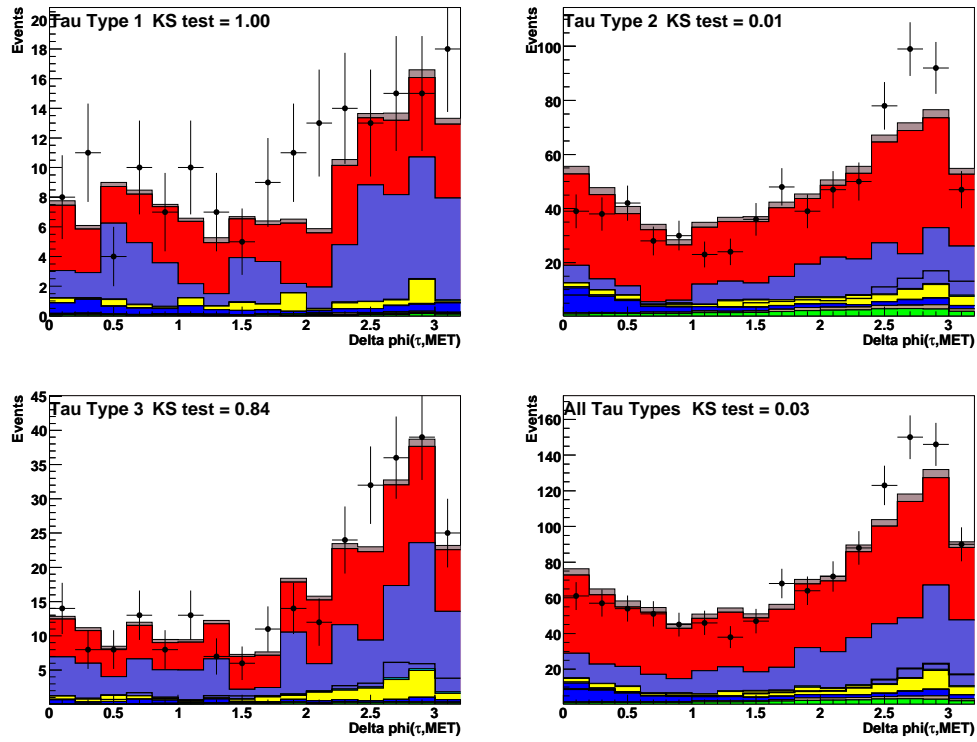 Tau Type 1 KS test = 1.00
Events
20
18
16
14
12
10
8
6
4
2
0
0 0.5 1 1.5 2 2.5 3
Delta phi(τ,MET)
Tau Type 2 KS test = 0.01
Events
100
80
60
40
20
0 0.5 1 1.5 2 2.5 3
Delta phi(τ,MET)
Tau Type 3 KS test = 0.84
Events
45
40
35
30
25
20
15
10
5
0 0.5 1 1.5 2 2.5 3
Delta phi(τ,MET)
All Tau Types KS test = 0.03
Events
160
140
120
100
80
60
40
20
0 0.5 1 1.5 2 2.5 3
Delta phi(τ,MET)